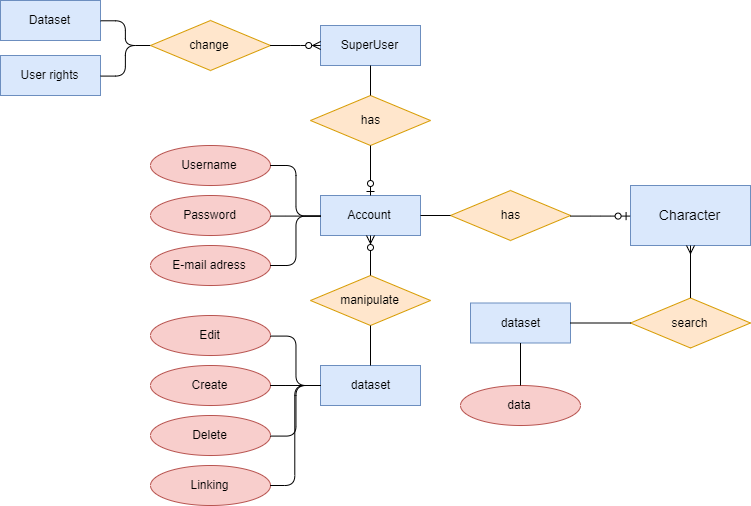 Dataset
User rights
change
SuperUser
has
Username
Password
E-mail adress
Account
has
Character
manipulate
dataset
search
data
Edit
Create
Delete
Linking
dataset